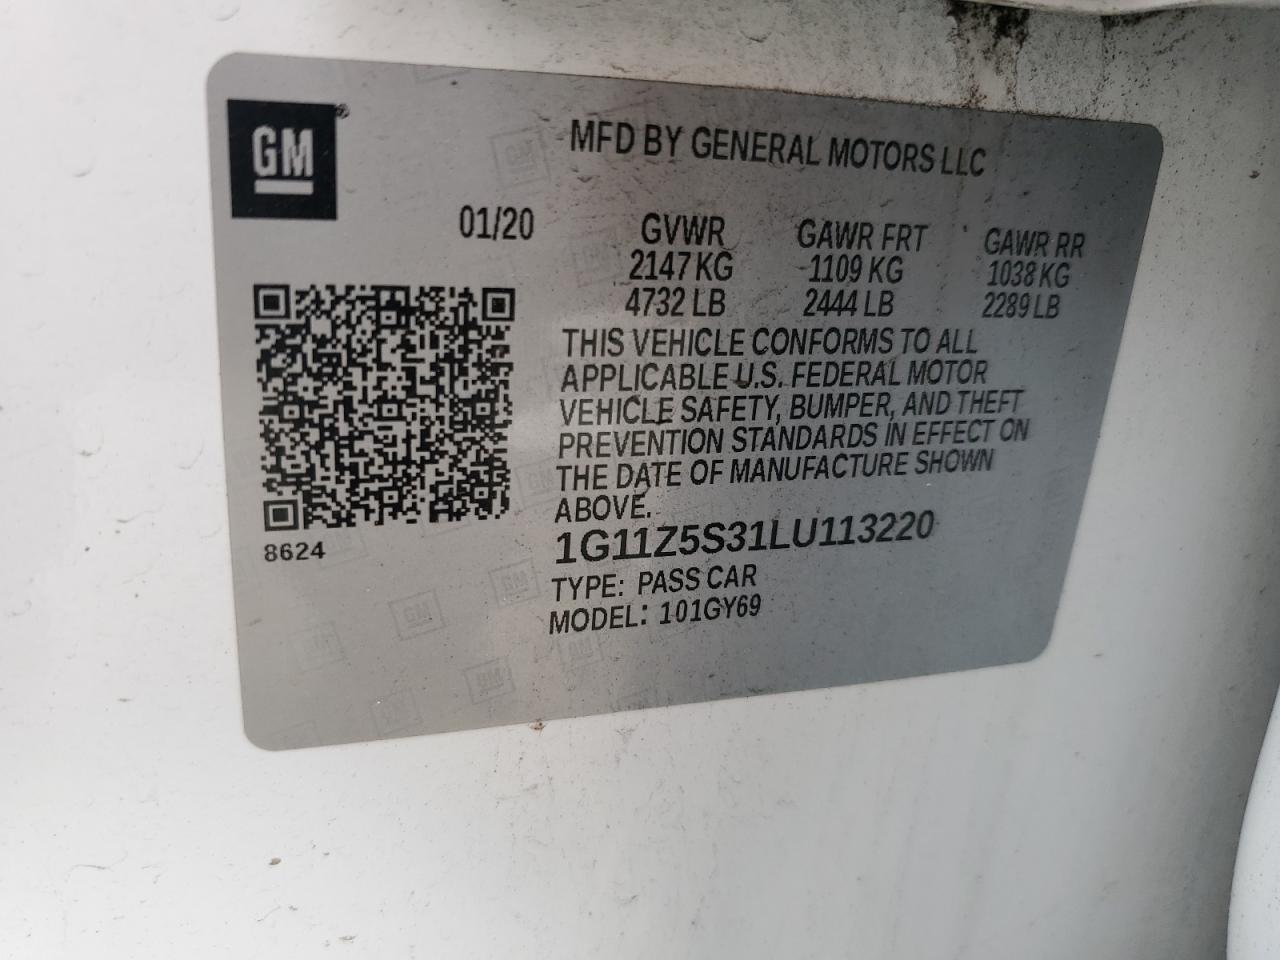 GM®
MFD BY GENERAL MOTORS LLC
01/20 GVWR GAWR FRT GAWR RR
2147 KG 1109 KG 1038 KG
4732 LB 2444 LB 2289 LB
THIS VEHICLE CONFORMS TO ALL
APPLICABLE U.S. FEDERAL MOTOR
VEHICLE SAFETY, BUMPER, AND THEFT
PREVENTION STANDARDS IN EFFECT ON
THE DATE OF MANUFACTURE SHOWN
ABOVE.
8624
1G11Z5S31LU113220
TYPE: PASS CAR
MODEL: 101GY69